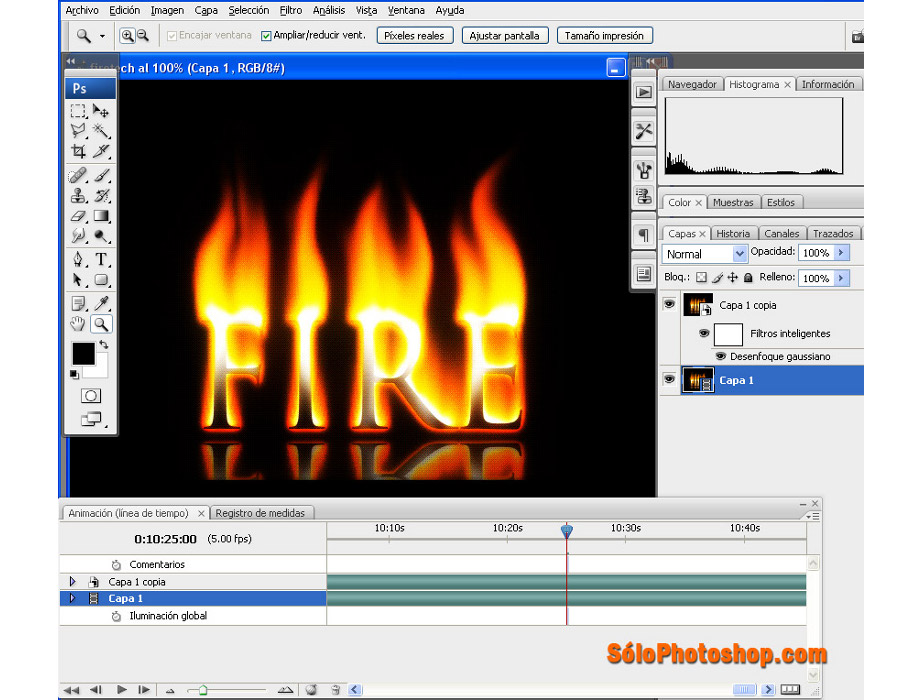 Archivo Edición Imagen Capa Selección Filtro Análisis Vista Ventana Ayuda
Encajar ventana Ampliar/reducir vent. Píxeles reales Ajustar pantalla Tamaño impresión
al 100% (Capa 1, RGB/8#)
Ps
Navegador Histograma Información
Color Muestras Estilos
Capas Historia Canales Trazados
Normal Opacidad: 100%
Bloq.: Relleno: 100%
Capa 1 copia
Filtros inteligentes
Desenfoque gaussiano
Capa 1
FIRE
Animación (línea de tiempo) Registro de medidas
10:10s 10:20s 10:30s 10:40s
0:10:25:00 (5.00 fps)
Comentarios
Capa 1 copia
Capa 1
Iluminación global
SóloPhotoshop.com